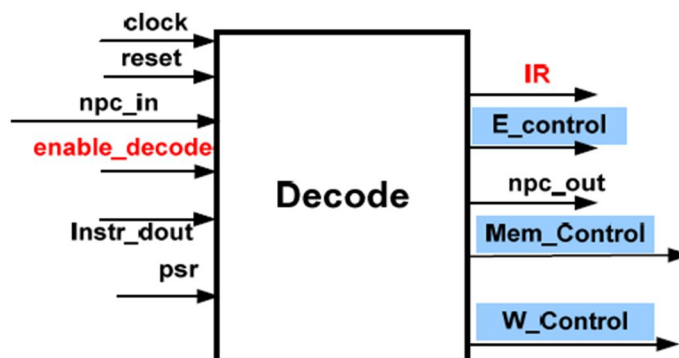 clock
reset
npc_in
enable_decode
Instr_dout
psr
Decode
IR
E_control
npc_out
Mem_Control
W_Control